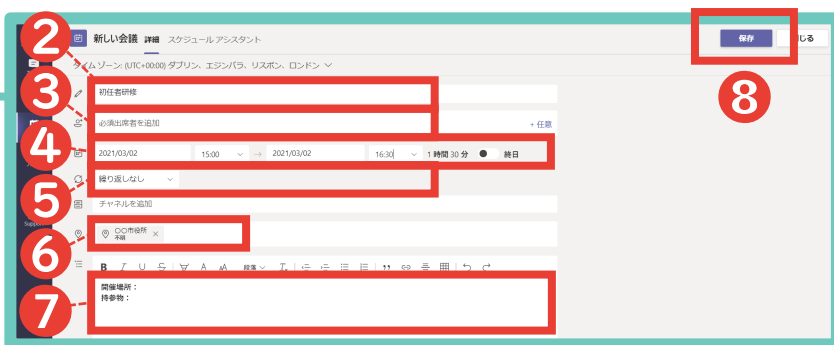 新しい会議 詳細 スケジュール アシスタント 保存 じる
2
タイム ゾーン: (UTC+00:00) ダブリン、エジンバラ、リスボン、ロンドン
初任者研修
3
必須出席者を追加 + 任意
4
2021/03/02 15:00 → 2021/03/02 16:30 1 時間 30 分 終日
5
繰り返しなし
チャネルを追加
6
〇〇市役所 ×
不明
B I U S A AA 段落
7
開催場所：
持参物：
8